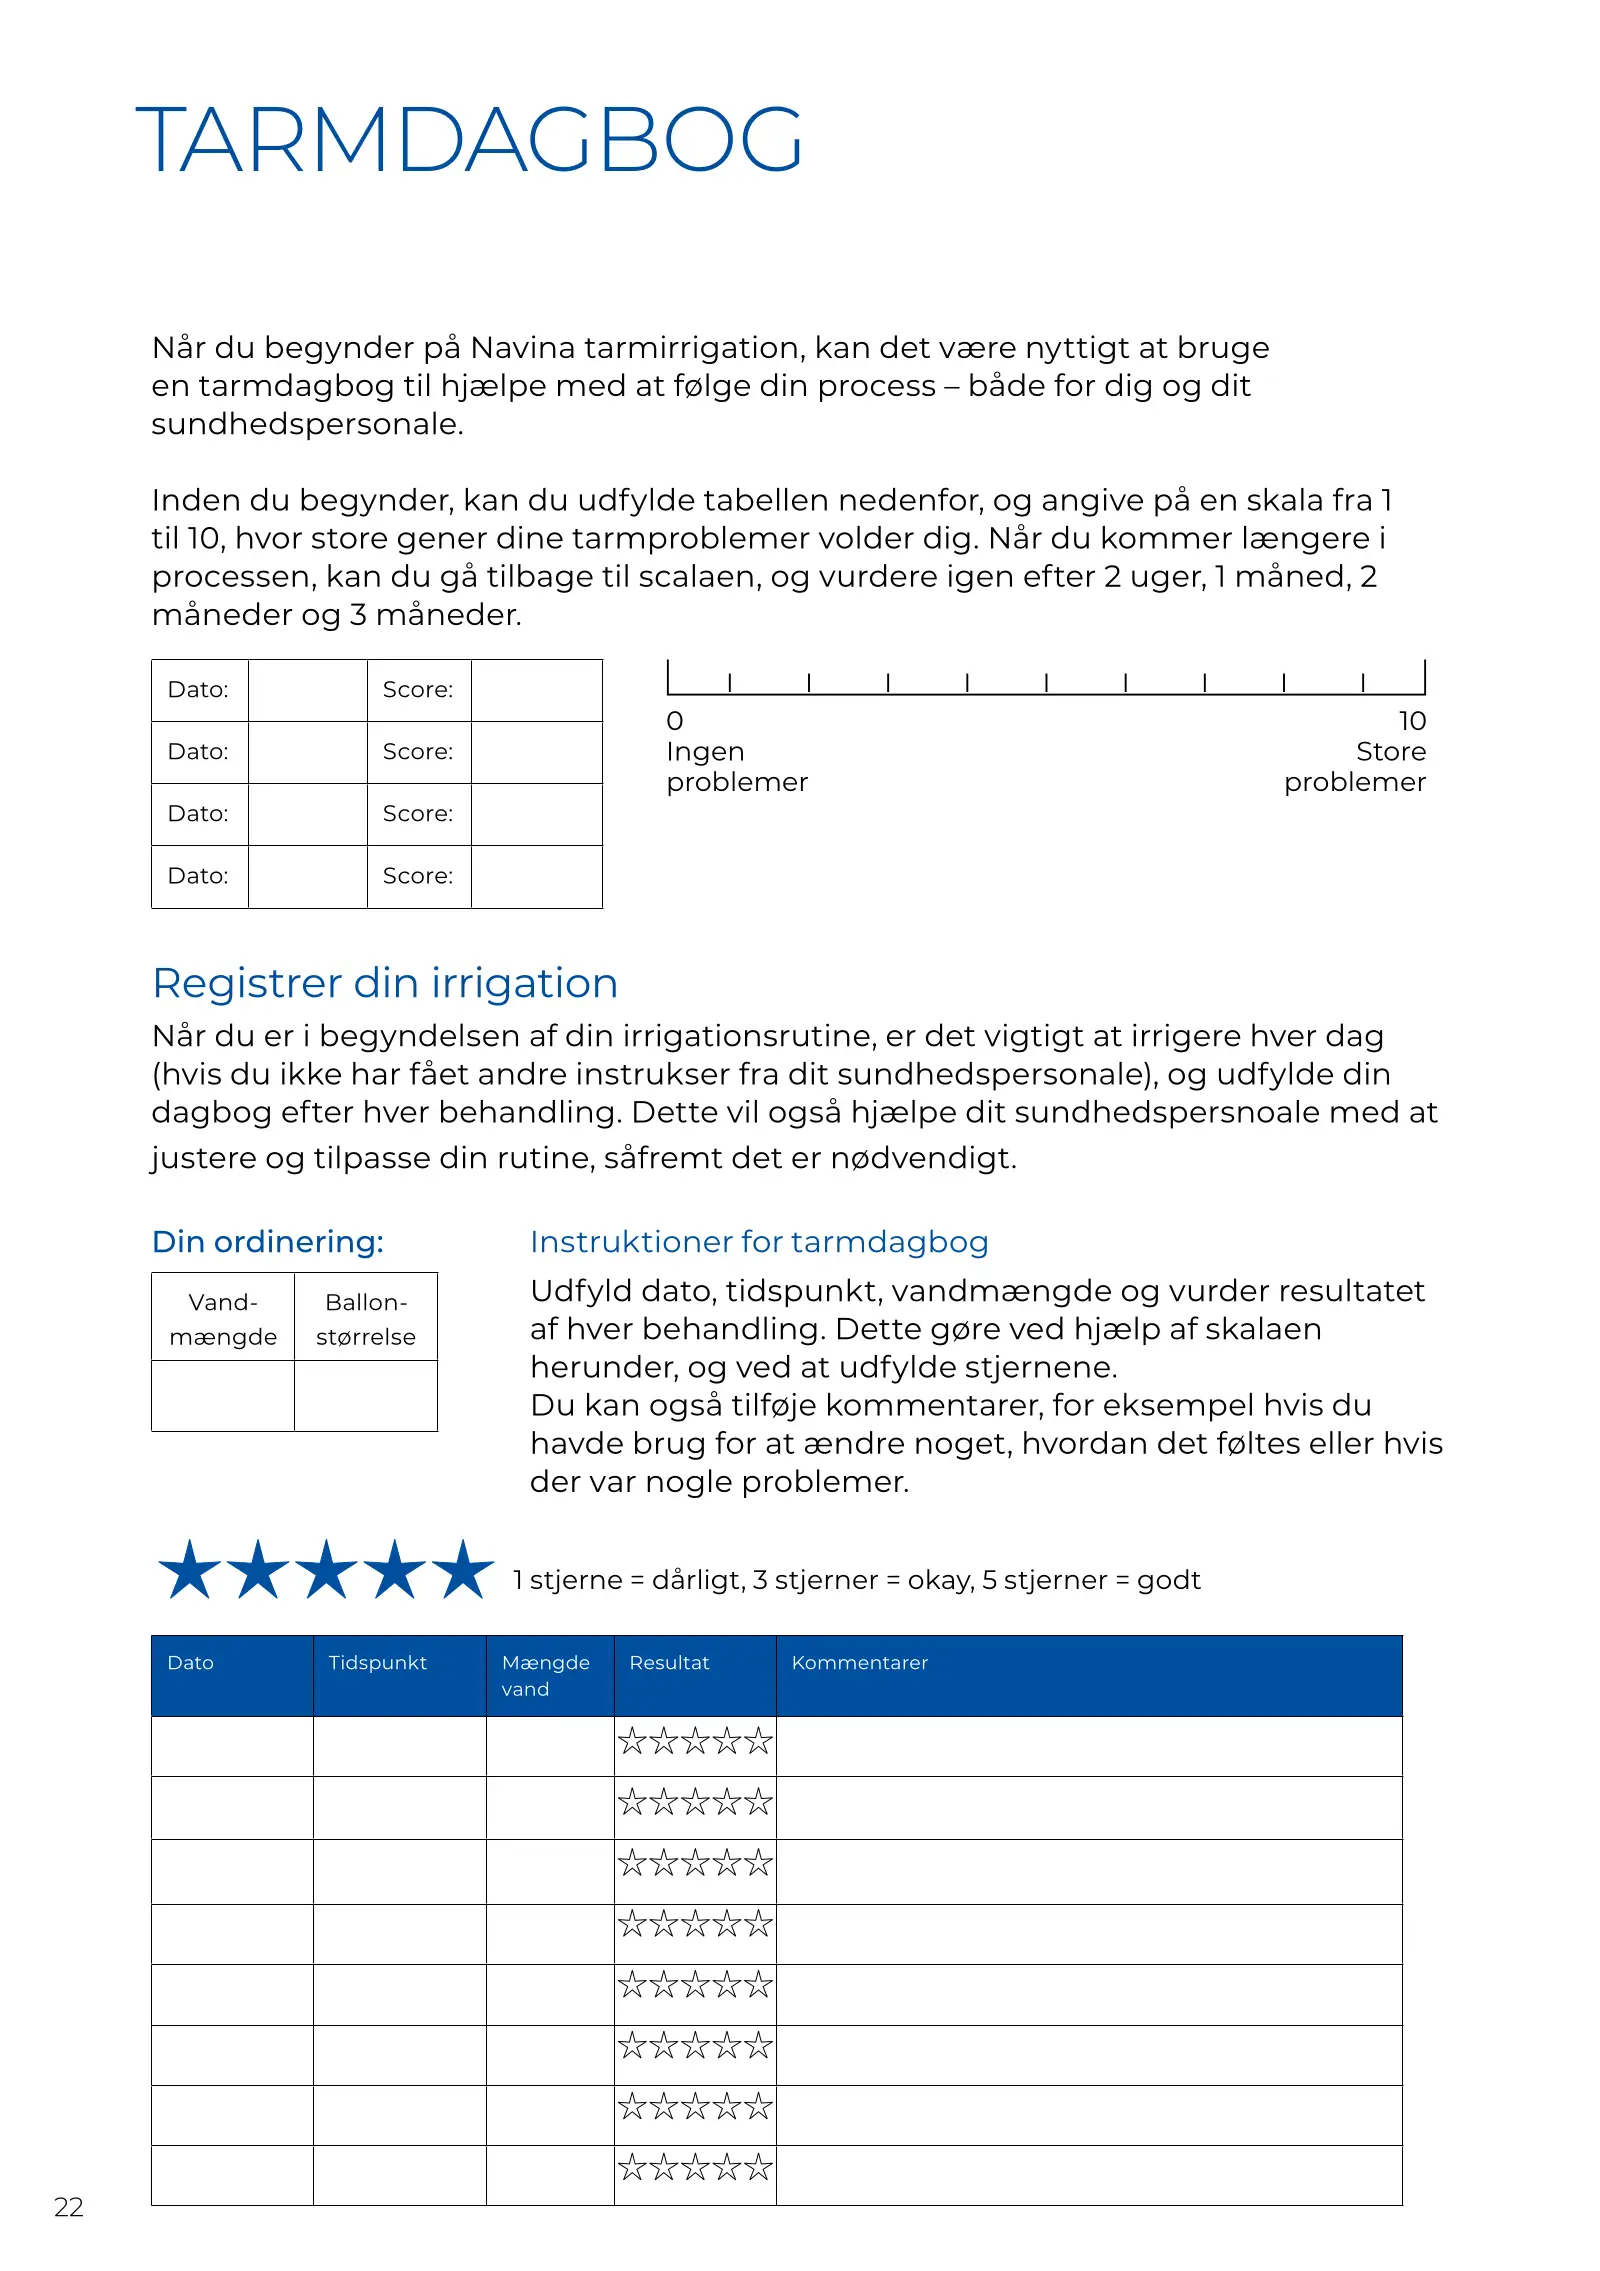 TARMDAGBOG
Når du begynder på Navina tarmirrigation, kan det være nyttigt at bruge
en tarmdagbog til hjælpe med at følge din process – både for dig og dit
sundhedspersonale.
Inden du begynder, kan du udfylde tabellen nedenfor, og angive på en skala fra 1
til 10, hvor store gener dine tarmproblemer volder dig. Når du kommer længere i
processen, kan du gå tilbage til scalaen, og vurdere igen efter 2 uger, 1 måned, 2
måneder og 3 måneder.
Dato: Score:
Dato: Score:
Dato: Score:
Dato: Score:
0 10
Ingen Store
problemer problemer
Registrer din irrigation
Når du er i begyndelsen af din irrigationsrutine, er det vigtigt at irrigere hver dag
(hvis du ikke har fået andre instrukser fra dit sundhedspersonale), og udfylde din
dagbog efter hver behandling. Dette vil også hjælpe dit sundhedspersnoale med at
justere og tilpasse din rutine, såfremt det er nødvendigt.
Din ordinering:
Vand- Ballon-
mængde størrelse
Instruktioner for tarmdagbog
Udfyld dato, tidspunkt, vandmængde og vurder resultatet
af hver behandling. Dette gøre ved hjælp af skalaen
herunder, og ved at udfylde stjernene.
Du kan også tilføje kommentarer, for eksempel hvis du
havde brug for at ændre noget, hvordan det føltes eller hvis
der var nogle problemer.
1 stjerne = dårligt, 3 stjerner = okay, 5 stjerner = godt
Dato Tidspunkt Mængde Resultat Kommentarer
vand
22